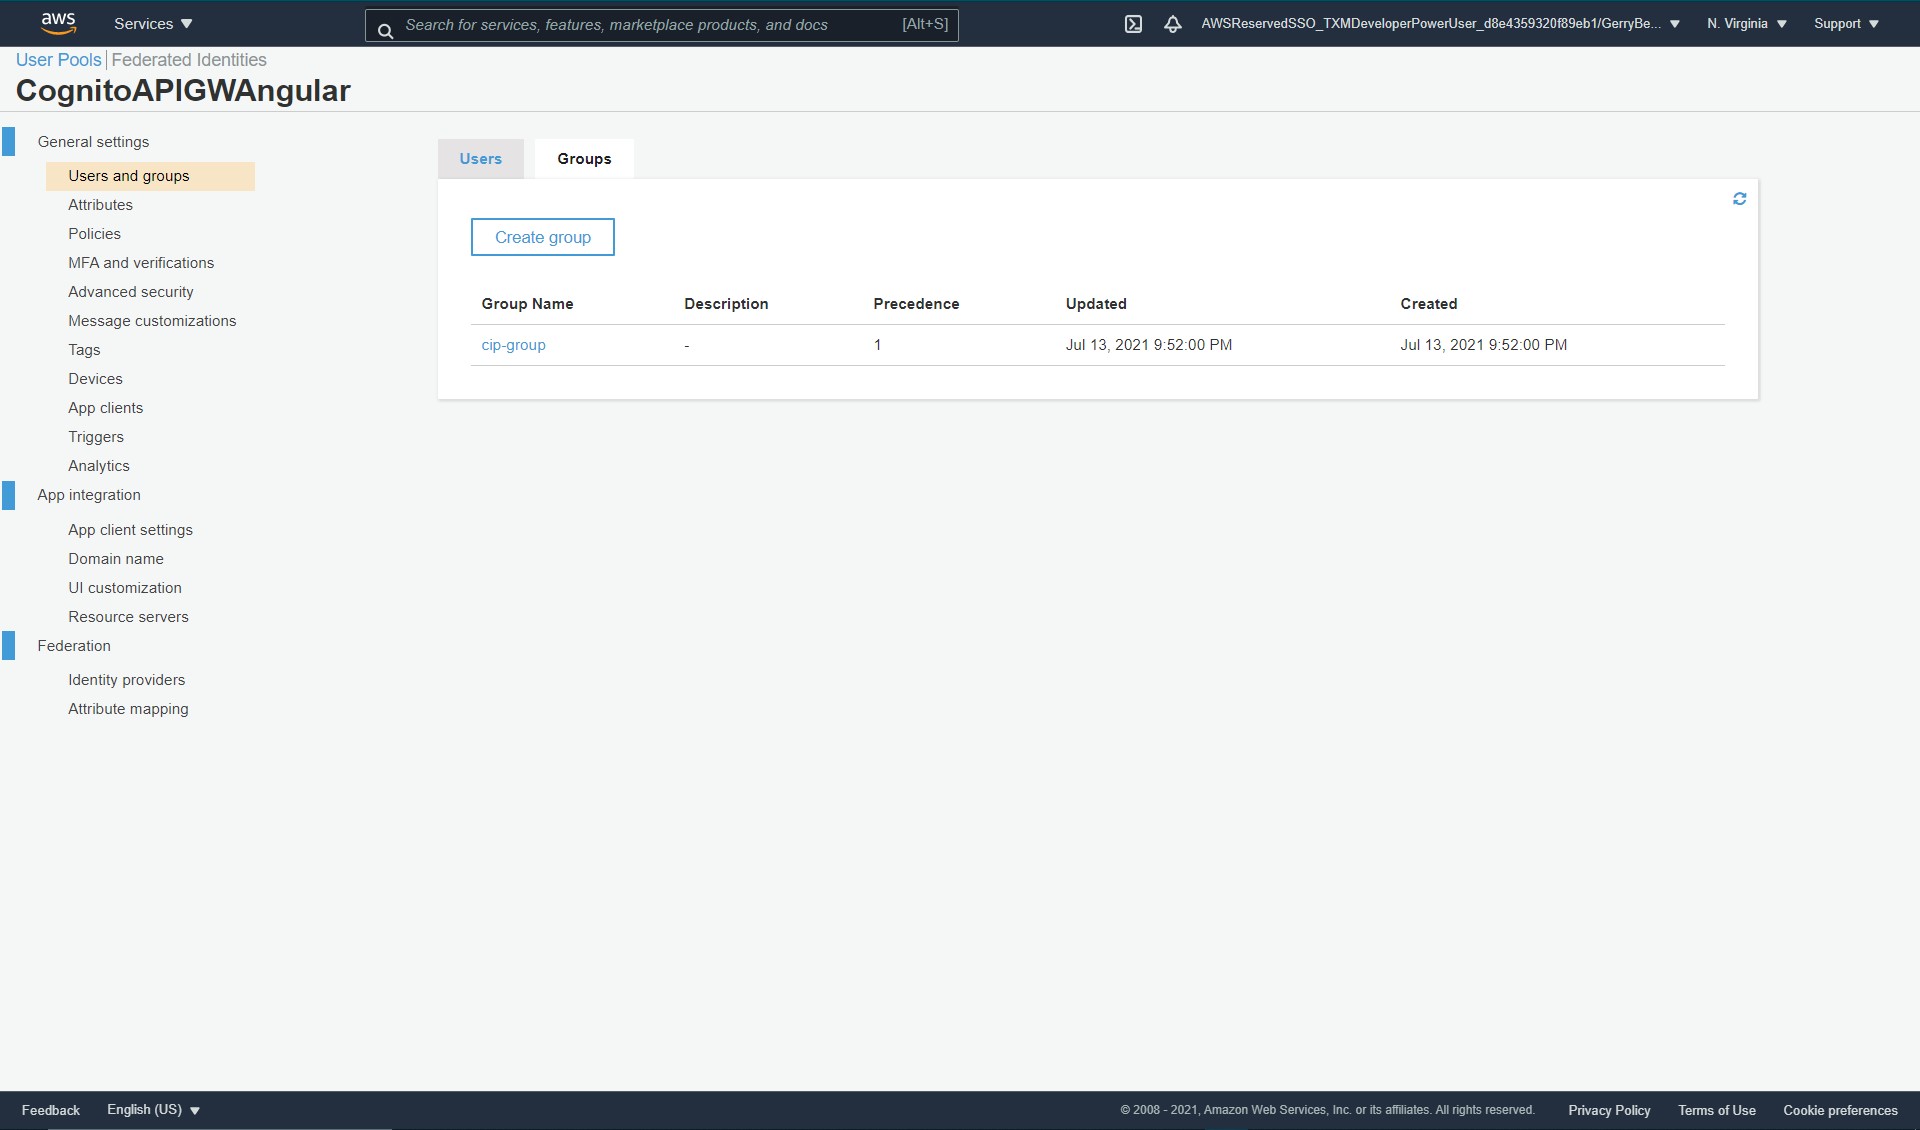 aws Services Search for services, features, marketplace products, and docs [Alt+S] AWSReservedSSO_TXMDeveloperPowerUser_d8e4359320f89eb1/GerryBe... N. Virginia Support
User Pools Federated Identities
CognitoAPIGWAngular
General settings
Users and groups
Attributes
Policies
MFA and verifications
Advanced security
Message customizations
Tags
Devices
App clients
Triggers
Analytics
App integration
App client settings
Domain name
UI customization
Resource servers
Federation
Identity providers
Attribute mapping
Users Groups
Create group
Group Name Description Precedence Updated Created
cip-group - 1 Jul 13, 2021 9:52:00 PM Jul 13, 2021 9:52:00 PM
Feedback English (US) © 2008 - 2021, Amazon Web Services, Inc. or its affiliates. All rights reserved. Privacy Policy Terms of Use Cookie preferences